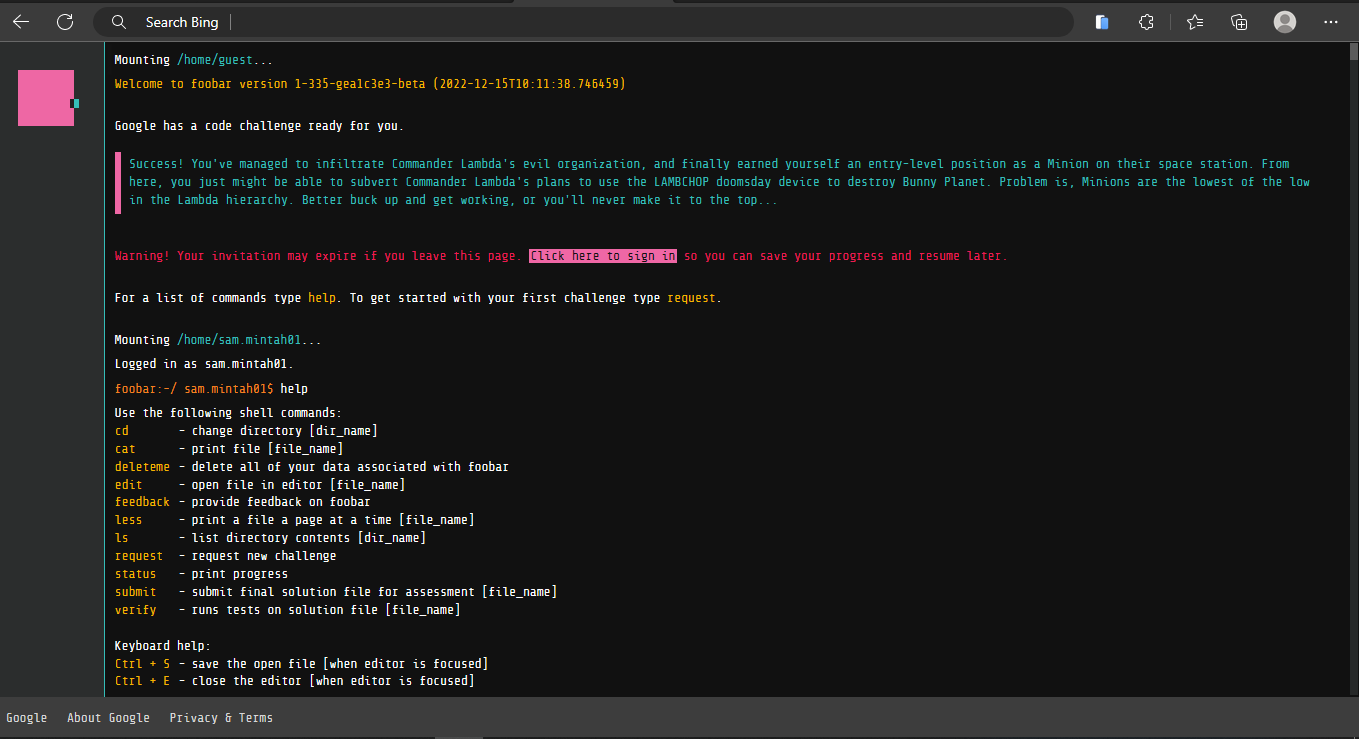 Search Bing
Mounting /home/guest...
Welcome to foobar version 1-335-gea1c3e3-beta (2022-12-15T10:11:38.746459)
Google has a code challenge ready for you.
Success! You've managed to infiltrate Commander Lambda's evil organization, and finally earned yourself an entry-level position as a Minion on their space station. From
here, you just might be able to subvert Commander Lambda's plans to use the LAMBCHOP doomsday device to destroy Bunny Planet. Problem is, Minions are the lowest of the low
in the Lambda hierarchy. Better buck up and get working, or you'll never make it to the top...
Warning! Your invitation may expire if you leave this page. Click here to sign in so you can save your progress and resume later.
For a list of commands type help. To get started with your first challenge type request.
Mounting /home/sam.mintah01...
Logged in as sam.mintah01.
foobar:~/ sam.mintah01$ help
Use the following shell commands:
cd - change directory [dir_name]
cat - print file [file_name]
deleteme - delete all of your data associated with foobar
edit - open file in editor [file_name]
feedback - provide feedback on foobar
less - print a file a page at a time [file_name]
ls - list directory contents [dir_name]
request - request new challenge
status - print progress
submit - submit final solution file for assessment [file_name]
verify - runs tests on solution file [file_name]
Keyboard help:
Ctrl + S - save the open file [when editor is focused]
Ctrl + E - close the editor [when editor is focused]
Google About Google Privacy & Terms